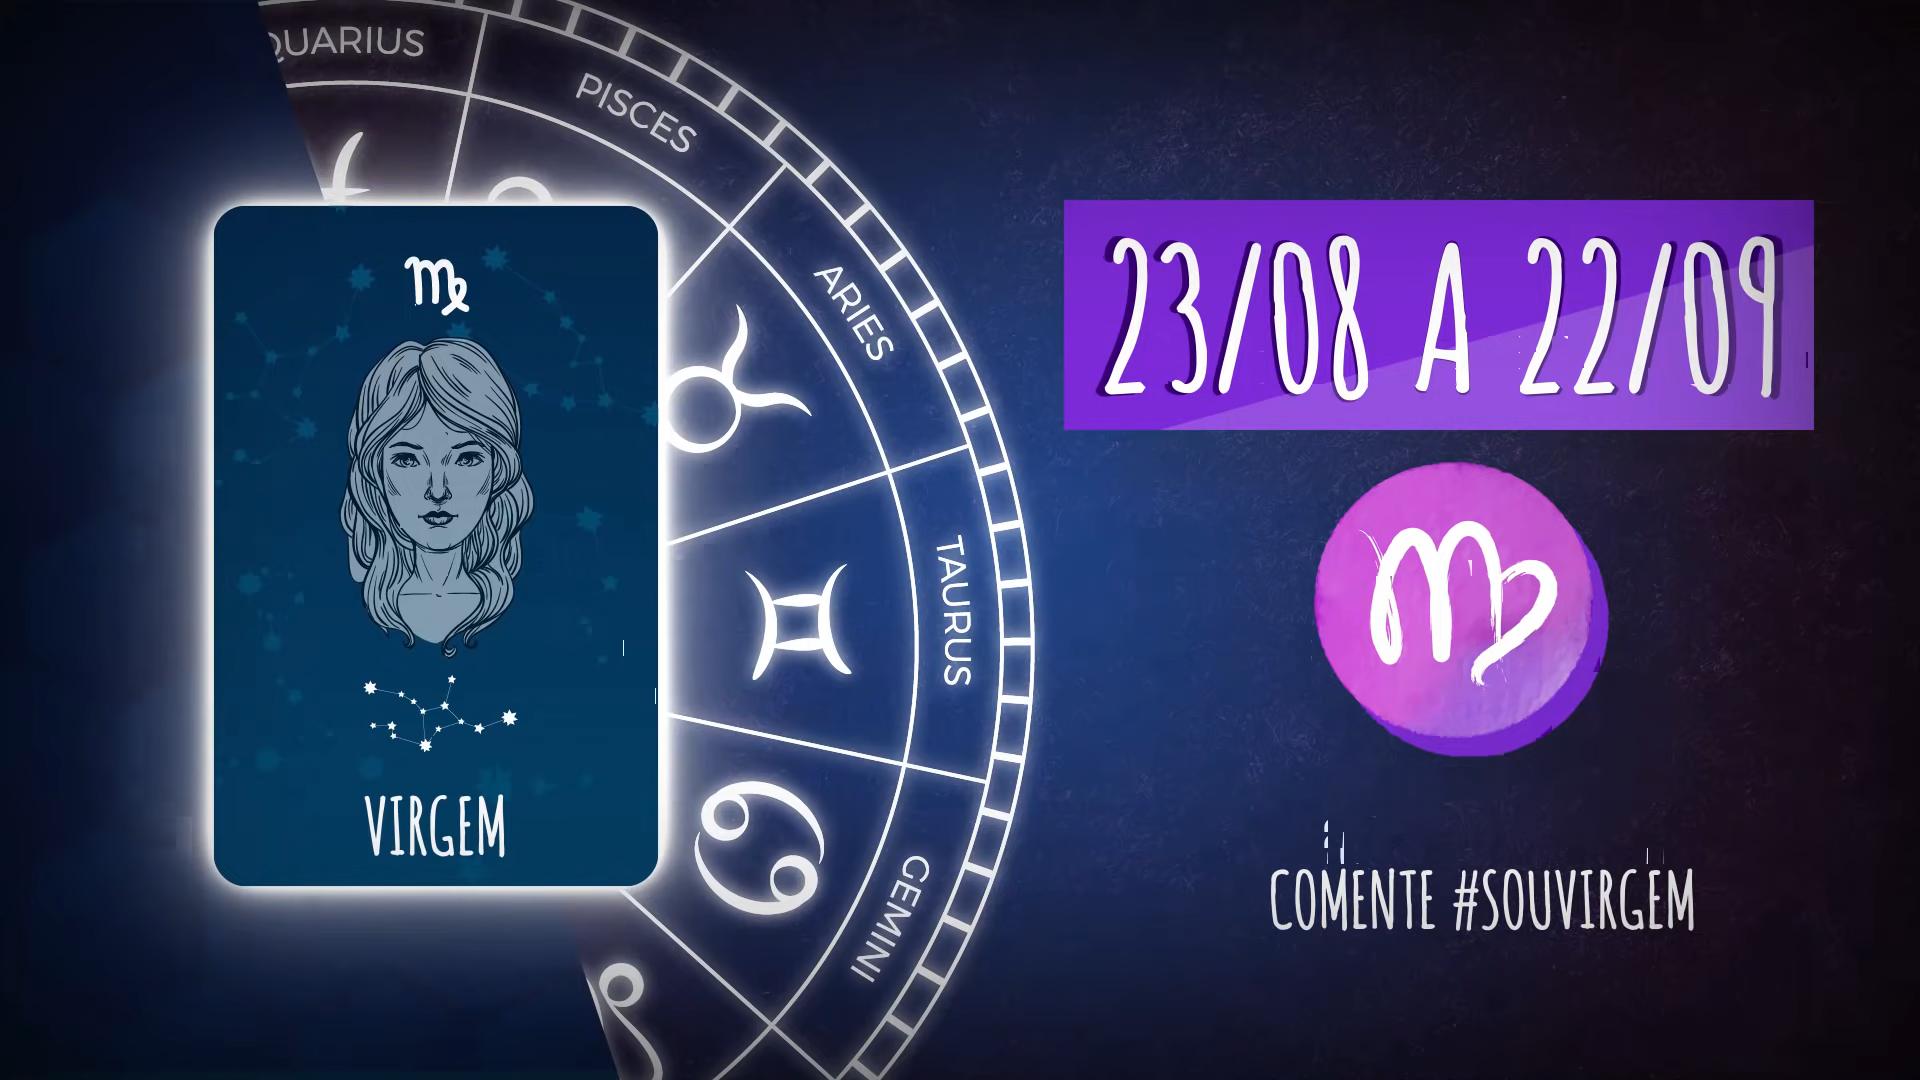 QUARIUS
PISCES
ARIES
TAURUS
GEMINI
VIRGEM
23/08 A 22/09
COMENTE #SOUVIRGEM